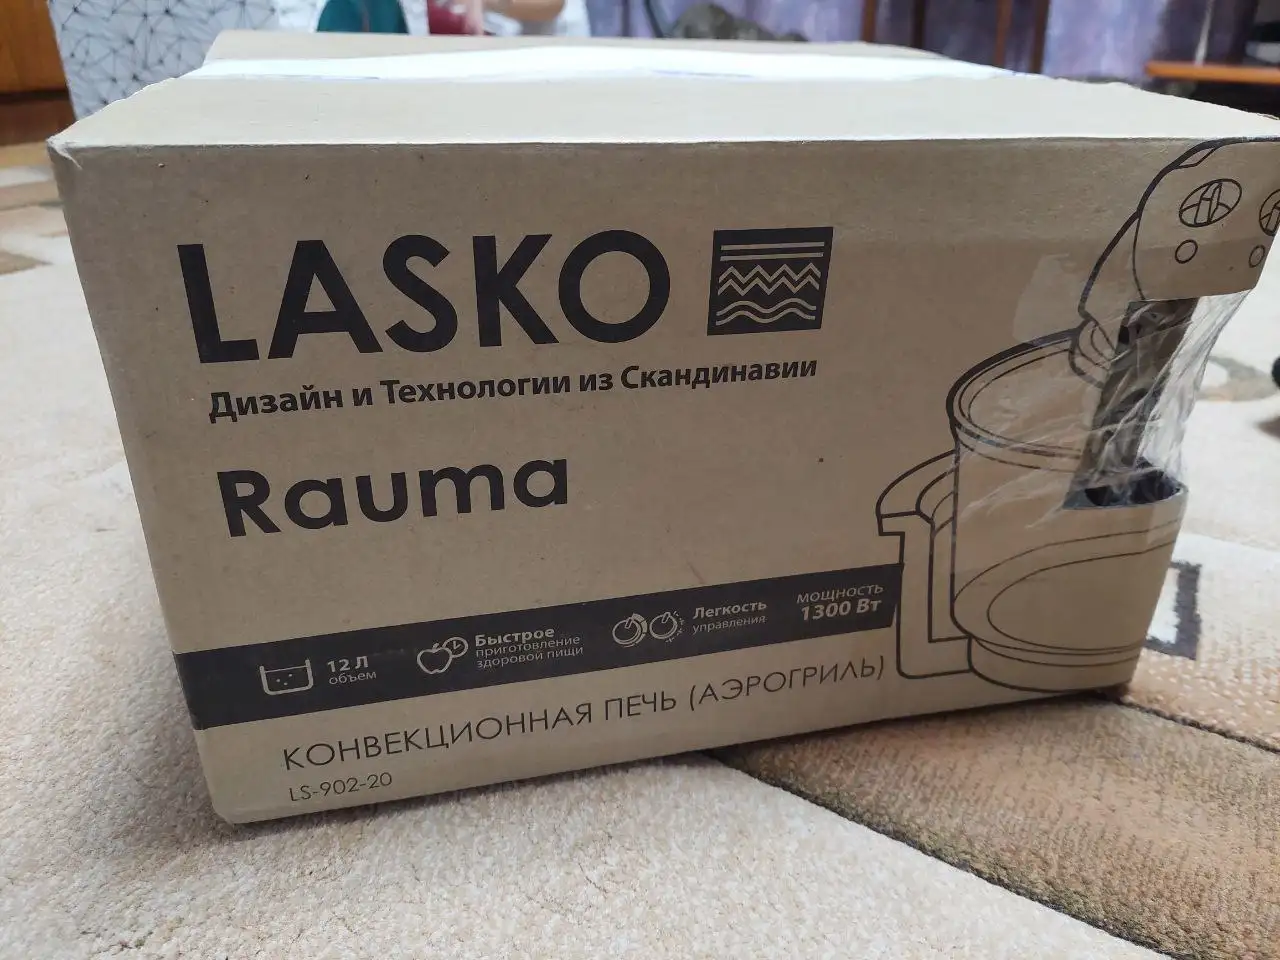 LASKO
Дизайн и Технологии из Скандинавии
Rauma
12 Л
объем
Быстрое
приготовление
здоровой пищи
Легкость
управления
мощность
1300 Вт
КОНВЕКЦИОННАЯ ПЕЧЬ (АЭРОГРИЛЬ)
LS-902-20